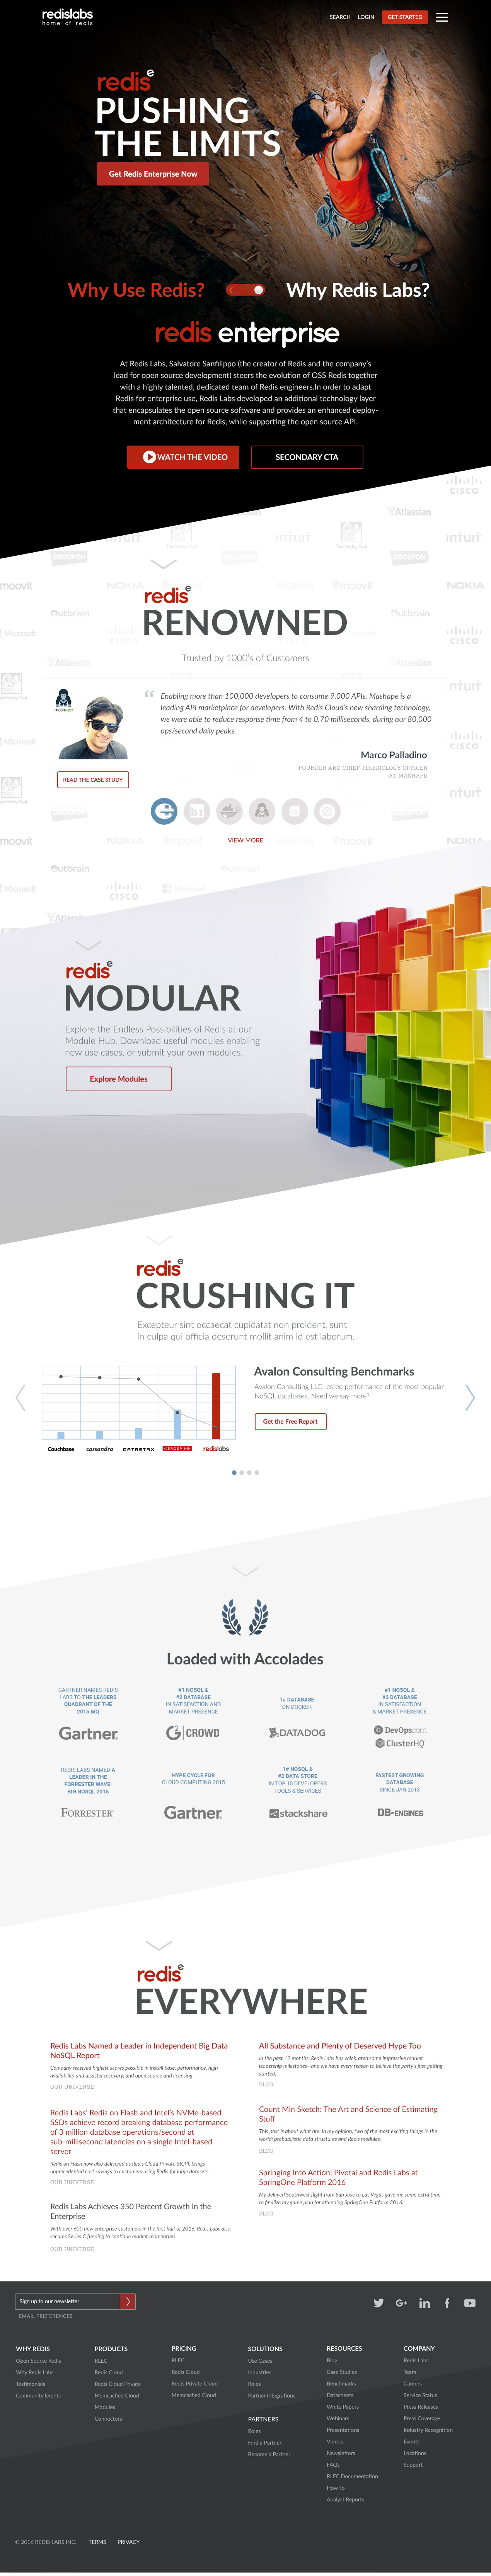 redislabs
home of redis
SEARCH LOGIN GET STARTED
redis e
PUSHING
THE LIMITS
Get Redis Enterprise Now
Why Use Redis? Why Redis Labs?
redis enterprise
At Redis Labs, Salvatore Sanfilippo (the creator of Redis and the company's
lead for open source development) steers the evolution of OSS Redis together
with a highly talented, dedicated team of Redis engineers.In order to adapt
Redis for enterprise use, Redis Labs developed an additional technology layer
that encapsulates the open source software and provides an enhanced deploy-
ment architecture for Redis, while supporting the open source API.
WATCH THE VIDEO SECONDARY CTA
redis e
RENOWNED
Trusted by 1000's of Customers
mashape
“ Enabling more than 100,000 developers to consume 9,000 APIs, Mashape is a
leading API marketplace for developers. With Redis Cloud's new sharding technology,
we were able to reduce response time from 4 to 0.70 milliseconds, during our 80,000
ops/second daily peaks.
Marco Palladino
FOUNDER AND CHIEF TECHNOLOGY OFFICER
AT MASHAPE
READ THE CASE STUDY
VIEW MORE
redis e
MODULAR
Explore the Endless Possibilities of Redis at our
Module Hub. Download useful modules enabling
new use cases, or submit your own modules.
Explore Modules
redis e
CRUSHING IT
Excepteur sint occaecat cupidatat non proident, sunt
in culpa qui officia deserunt mollit anim id est laborum.
Couchbase cassandra DATASTAX AEROSPIKE redislabs
Avalon Consulting Benchmarks
Avalon Consulting LLC tested performance of the most popular
NoSQL databases. Need we say more?
Get the Free Report
Loaded with Accolades
GARTNER NAMES REDIS
LABS TO THE LEADERS
QUADRANT OF THE
2015 MQ
Gartner
#1 NOSQL &
#2 DATABASE
IN SATISFACTION AND
MARKET PRESENCE
G2 CROWD
1# DATABASE
ON DOCKER
DATADOG
#1 NOSQL &
#2 DATABASE
IN SATISFACTION
& MARKET PRESENCE
DevOps.com
ClusterHQ
REDIS LABS NAMED A
LEADER IN THE
FORRESTER WAVE:
BIG NOSQL 2016
FORRESTER
HYPE CYCLE FOR
CLOUD COMPUTING 2015
Gartner
1# NOSQL &
#2 DATA STORE
IN TOP 10 DEVELOPERS
TOOLS & SERVICES
stackshare
FASTEST GROWING
DATABASE
SINCE JAN 2013
DB-ENGINES
redis e
EVERYWHERE
Redis Labs Named a Leader in Independent Big Data
NoSQL Report
Company received highest scores possible in install base, performance, high
availability and disaster recovery, and open source and licensing
OUR UNIVERSE
Redis Labs' Redis on Flash and Intel's NVMe-based
SSDs achieve record breaking database performance
of 3 million database operations/second at
sub-millisecond latencies on a single Intel-based
server
Redis on Flash now also delivered as Redis Cloud Private (RCP), brings
unprecedented cost savings to customers using Redis for large datasets
OUR UNIVERSE
Redis Labs Achieves 350 Percent Growth in the
Enterprise
With over 600 new enterprise customers in the first half of 2016, Redis Labs also
secures Series C funding to continue market momentum
OUR UNIVERSE
All Substance and Plenty of Deserved Hype Too
In the past 12 months, Redis Labs has celebrated some impressive market
leadership milestones—and we have every reason to believe the party's just getting
started.
BLOG
Count Min Sketch: The Art and Science of Estimating
Stuff
This post is about what are, in my opinion, two of the most exciting things in the
world: probabilistic data structures and Redis modules.
BLOG
Springing Into Action: Pivotal and Redis Labs at
SpringOne Platform 2016
My delayed Southwest flight from San Jose to Las Vegas gave me some extra time
to finalize my game plan for attending SpringOne Platform 2016.
BLOG
Sign up to our newsletter
EMAIL PREFERENCES
WHY REDIS
Open Source Redis
Why Redis Labs
Testimonials
Community Events
PRODUCTS
RLEC
Redis Cloud
Redis Cloud Private
Memcached Cloud
Modules
Connectors
PRICING
RLEC
Redis Cloud
Redis Private Cloud
Memcached Cloud
SOLUTIONS
Use Cases
Industries
Roles
Partner Integrations
PARTNERS
Roles
Find a Partner
Become a Partner
RESOURCES
Blog
Case Studies
Benchmarks
Datasheets
White Papers
Webinars
Presentations
Videos
Newsletters
FAQs
RLEC Documentation
How To
Analyst Reports
COMPANY
Redis Labs
Team
Careers
Service Status
Press Releases
Press Coverage
Industry Recognition
Events
Locations
Support
© 2016 REDIS LABS INC. TERMS PRIVACY